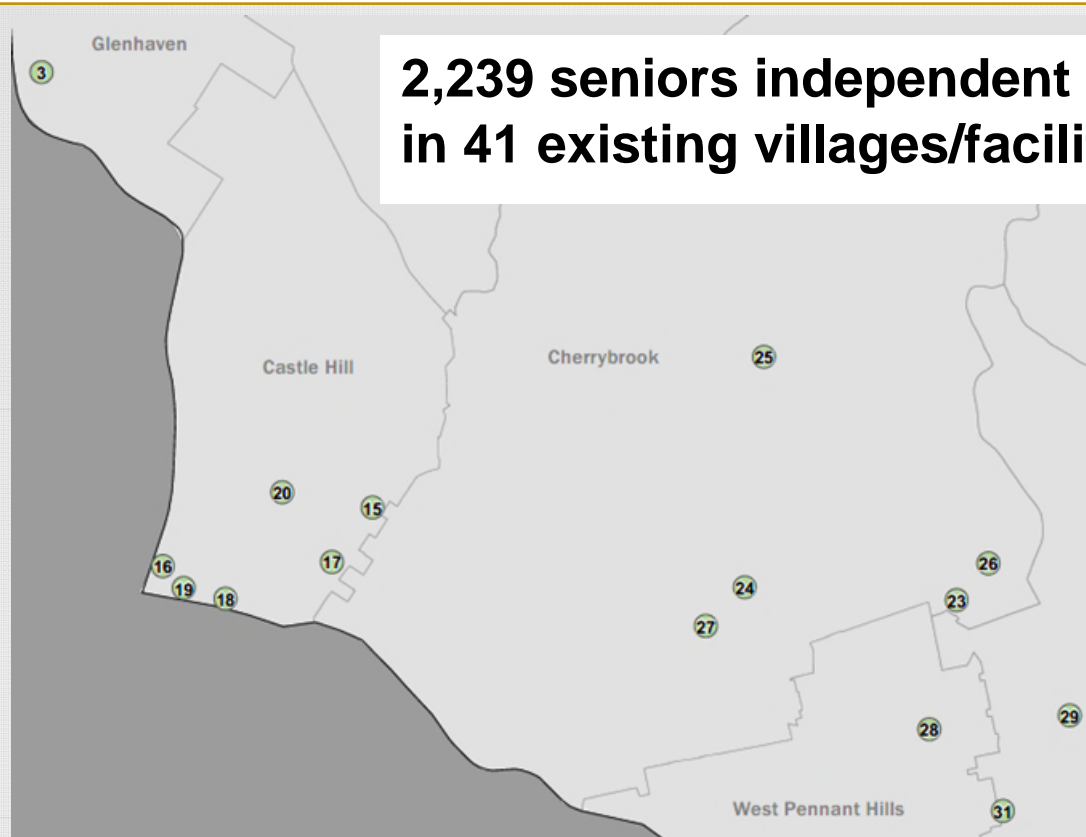 Glenhaven
3
2,239 seniors independent
in 41 existing villages/facili
Castle Hill
Cherrybrook
25
20
15
16
17
19
18
24
26
23
27
28
29
West Pennant Hills
31